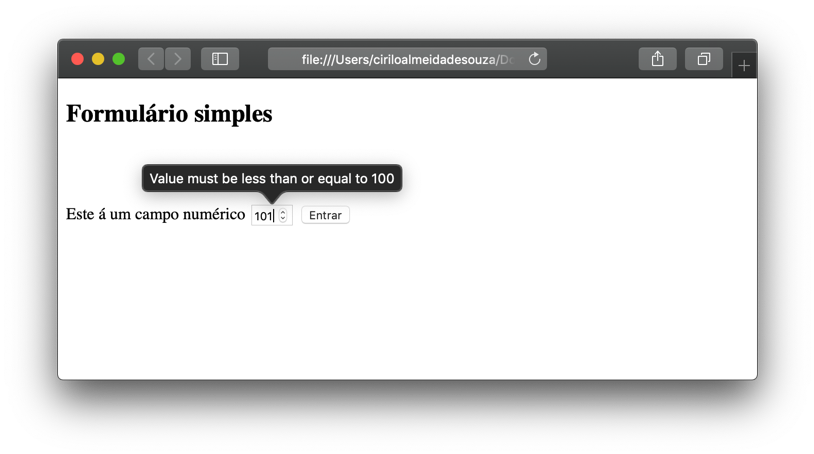 file:///Users/ciriloalmeidadesouza/Do
Formulário simples
Value must be less than or equal to 100
Este á um campo numérico 101 Entrar